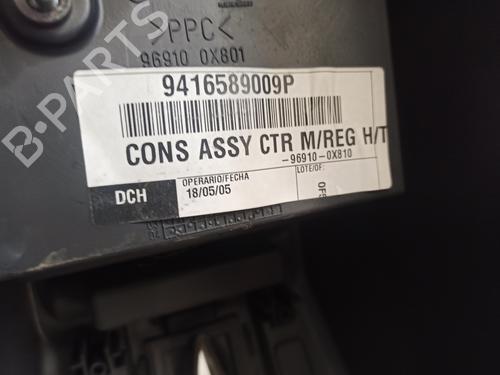 >PPC<
96910 0X801
B-PARTS
9416589009P
CONS ASSY CTR M/REG H/T
-96910-0X810
DCH
OPERARIO/FECHA
18/05/05
LOTE/OF: